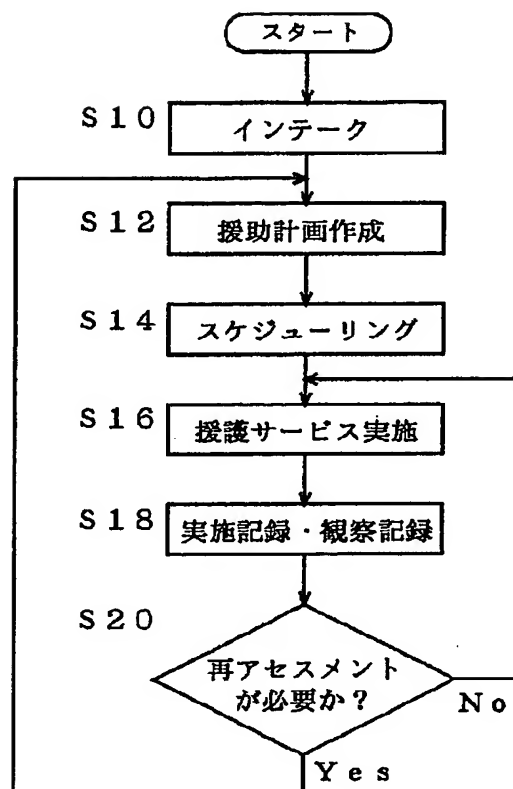 スタート
S10
インテーク
S12
援助計画作成
S14
スケジューリング
S16
援護サービス実施
S18
実施記録・観察記録
S20
再アセスメント
が必要か？
No
Yes